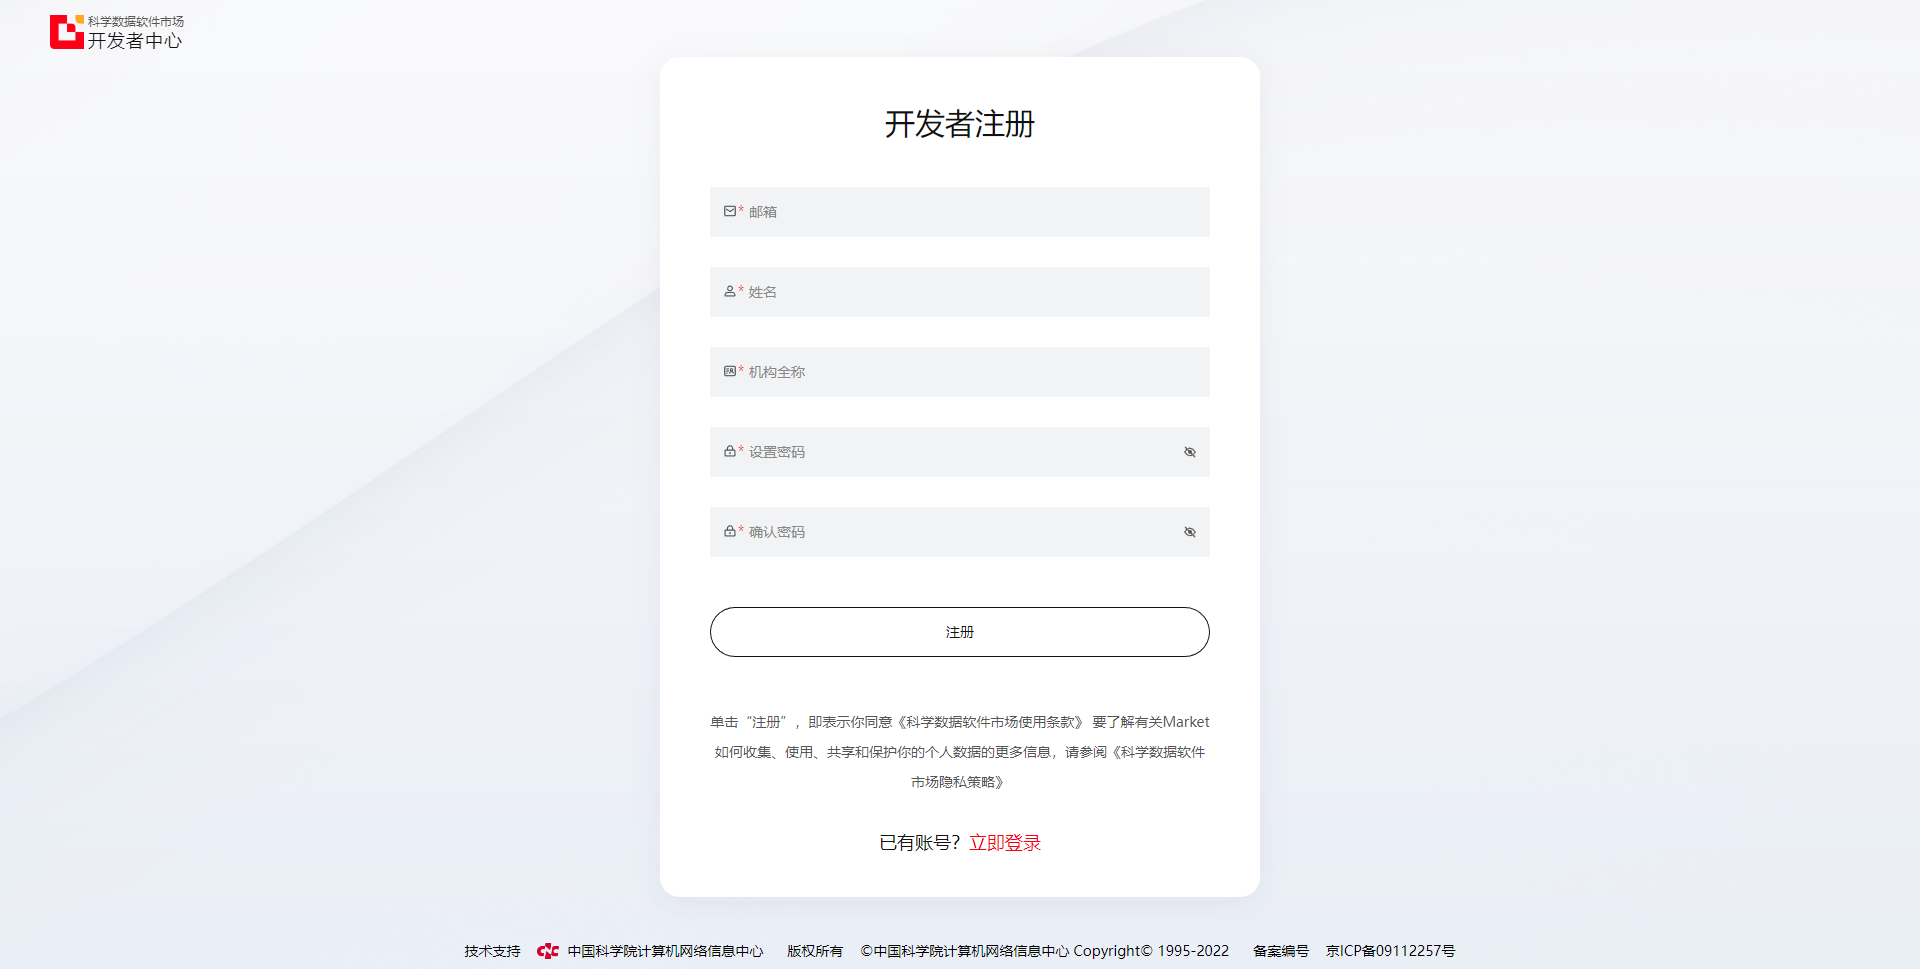 科学数据软件市场
开发者中心
开发者注册
* 邮箱
* 姓名
* 机构全称
* 设置密码
* 确认密码
注册
单击“注册”，即表示你同意《科学数据软件市场使用条款》 要了解有关Market
如何收集、使用、共享和保护你的个人数据的更多信息，请参阅《科学数据软件
市场隐私策略》
已有账号？立即登录
技术支持 中国科学院计算机网络信息中心 版权所有 ©中国科学院计算机网络信息中心 Copyright© 1995-2022 备案编号 京ICP备09112257号